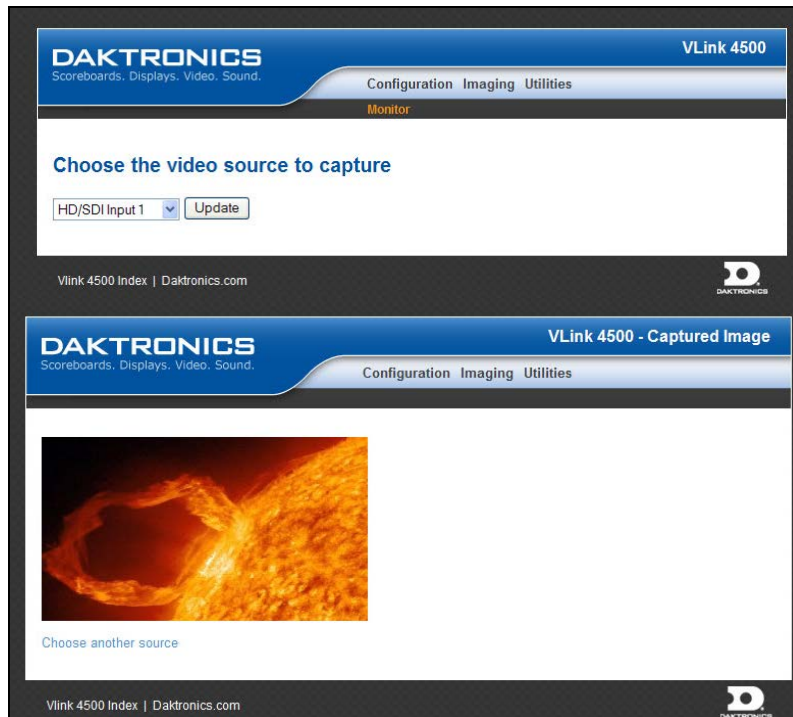 DAKTRONICS
Scoreboards. Displays. Video. Sound.
VLink 4500
Configuration Imaging Utilities
Monitor
Choose the video source to capture
HD/SDI Input 1
Update
Vlink 4500 Index | Daktronics.com
DAKTRONICS
DAKTRONICS
Scoreboards. Displays. Video. Sound.
VLink 4500 - Captured Image
Configuration Imaging Utilities
Choose another source
Vlink 4500 Index | Daktronics.com
DAKTRONICS